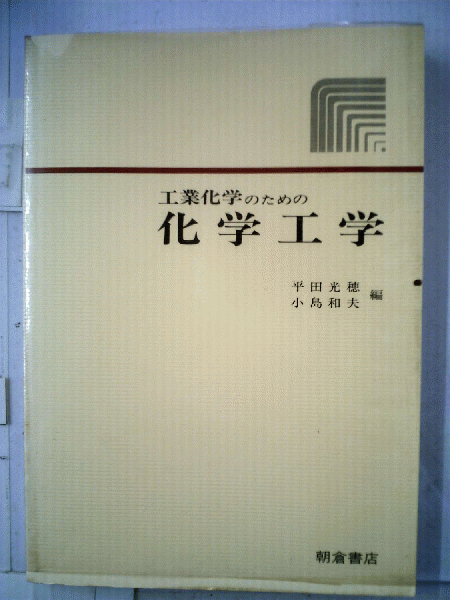 工業化学のための
化学工学
平田光穂
小島和夫 編
朝倉書店